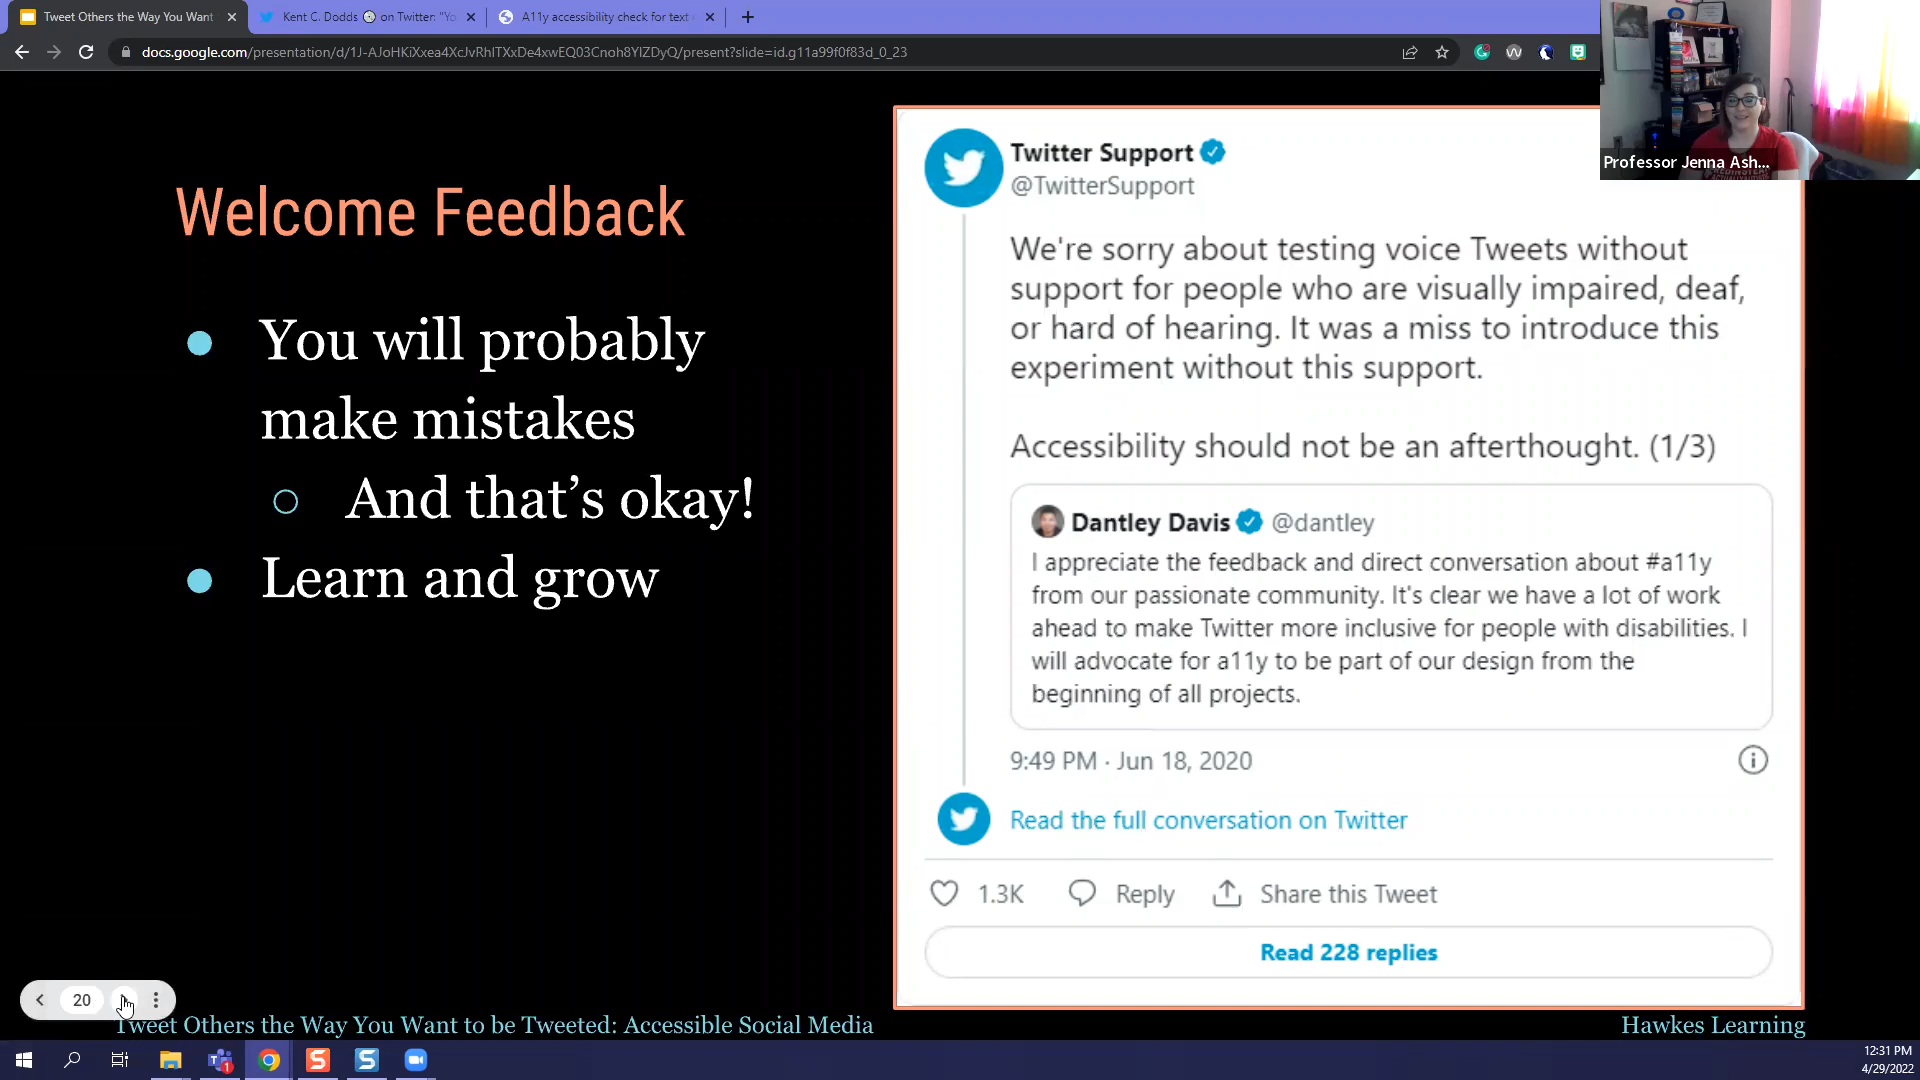 Tweet Others the Way You Want
Kent C. Dodds on Twitter: "Yo
A11y accessibility check for text
docs.google.com/presentation/d/1J-AJoHKiXxea4XcJvRhlTXxDe4xwEQ03Cnoh8YlZDyQ/present?slide=id.g11a99f0f83d_0_23
Professor Jenna Ash...
Welcome Feedback
● You will probably
make mistakes
○ And that's okay!
● Learn and grow
Twitter Support
@TwitterSupport
We're sorry about testing voice Tweets without
support for people who are visually impaired, deaf,
or hard of hearing. It was a miss to introduce this
experiment without this support.
Accessibility should not be an afterthought. (1/3)
Dantley Davis @dantley
I appreciate the feedback and direct conversation about #a11y
from our passionate community. It's clear we have a lot of work
ahead to make Twitter more inclusive for people with disabilities. I
will advocate for a11y to be part of our design from the
beginning of all projects.
9:49 PM · Jun 18, 2020
Read the full conversation on Twitter
1.3K Reply Share this Tweet
Read 228 replies
20
Tweet Others the Way You Want to be Tweeted: Accessible Social Media
Hawkes Learning
12:31 PM
4/29/2022